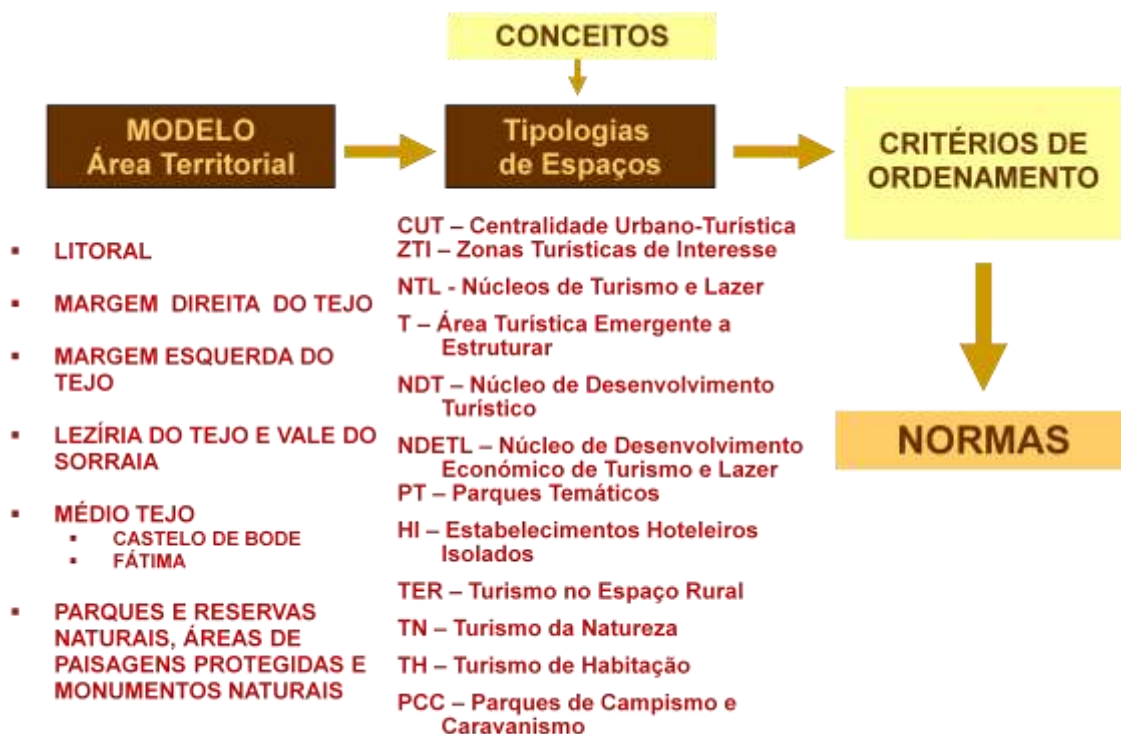 CONCEITOS
MODELO
Área Territorial
Tipologias
de Espaços
CRITÉRIOS DE
ORDENAMENTO
NORMAS
▪ LITORAL
▪ MARGEM DIREITA DO TEJO
▪ MARGEM ESQUERDA DO
TEJO
▪ LEZÍRIA DO TEJO E VALE DO
SORRAIA
▪ MÉDIO TEJO
▪ CASTELO DE BODE
▪ FÁTIMA
▪ PARQUES E RESERVAS
NATURAIS, ÁREAS DE
PAISAGENS PROTEGIDAS E
MONUMENTOS NATURAIS
CUT – Centralidade Urbano-Turística
ZTI – Zonas Turísticas de Interesse
NTL - Núcleos de Turismo e Lazer
T – Área Turística Emergente a
Estruturar
NDT – Núcleo de Desenvolvimento
Turístico
NDETL – Núcleo de Desenvolvimento
Económico de Turismo e Lazer
PT – Parques Temáticos
HI – Estabelecimentos Hoteleiros
Isolados
TER – Turismo no Espaço Rural
TN – Turismo da Natureza
TH – Turismo de Habitação
PCC – Parques de Campismo e
Caravanismo